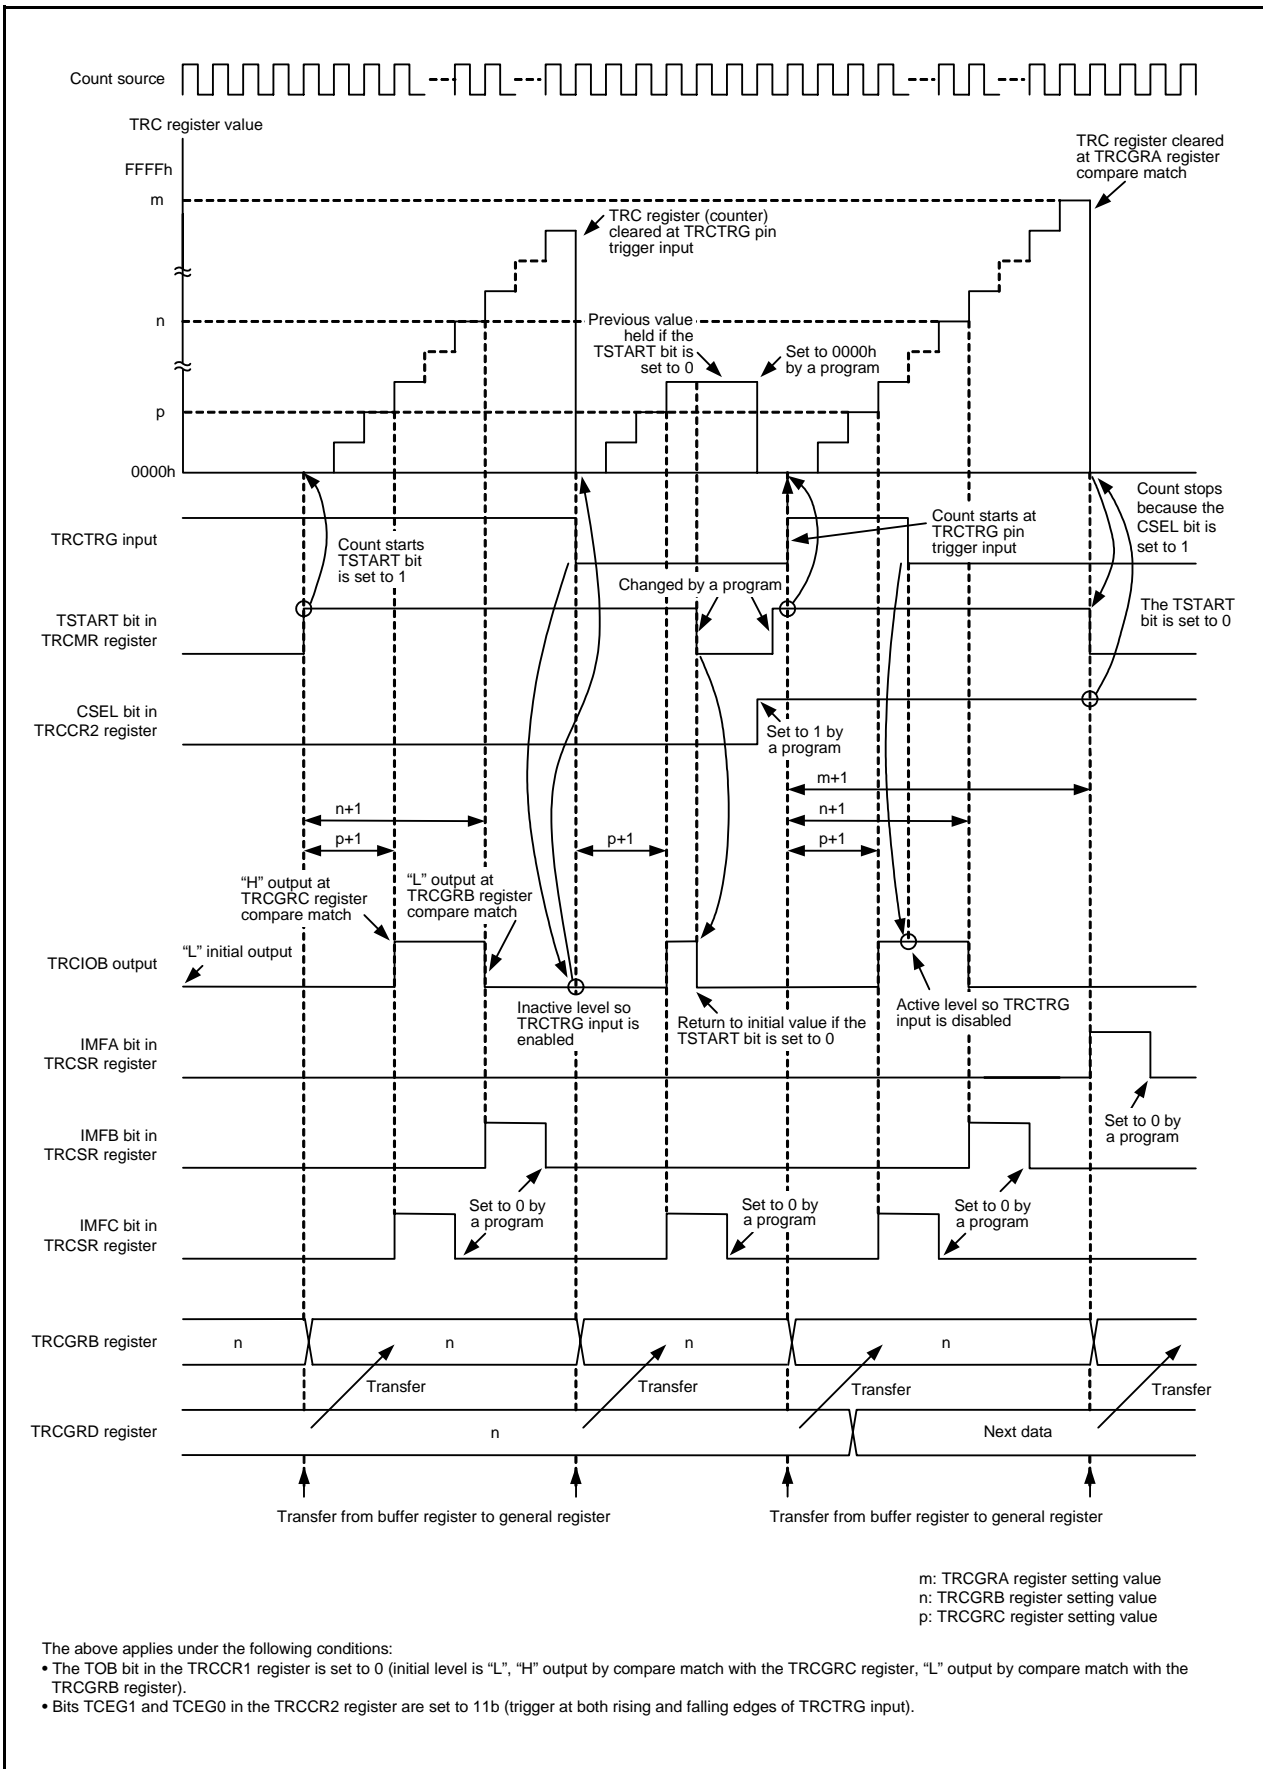 Count source
TRC register value
FFFFh
m
TRC register cleared
at TRCGRA register
compare match
TRC register (counter)
cleared at TRCTRG pin
trigger input
n
Previous value
held if the
TSTART bit is
set to 0
Set to 0000h
by a program
p
0000h
TRCTRG input
Count starts
TSTART bit
is set to 1
Count starts at
TRCTRG pin
trigger input
Count stops
because the
CSEL bit is
set to 1
Changed by a program
TSTART bit in
TRCMR register
The TSTART
bit is set to 0
CSEL bit in
TRCCR2 register
Set to 1 by
a program
m+1
n+1
n+1
p+1
p+1
p+1
“H” output at
TRCGRC register
compare match
“L” output at
TRCGRB register
compare match
“L” initial output
TRCIOB output
Inactive level so
TRCTRG input is
enabled
Return to initial value if the
TSTART bit is set to 0
Active level so TRCTRG
input is disabled
IMFA bit in
TRCSR register
Set to 0 by
a program
IMFB bit in
TRCSR register
Set to 0 by
a program
Set to 0 by
a program
Set to 0 by
a program
IMFC bit in
TRCSR register
TRCGRB register
n
n
n
n
Transfer
Transfer
Transfer
Transfer
TRCGRD register
n
Next data
Transfer from buffer register to general register
Transfer from buffer register to general register
m: TRCGRA register setting value
n: TRCGRB register setting value
p: TRCGRC register setting value
The above applies under the following conditions:
• The TOB bit in the TRCCR1 register is set to 0 (initial level is “L”, “H” output by compare match with the TRCGRC register, “L” output by compare match with the
TRCGRB register).
• Bits TCEG1 and TCEG0 in the TRCCR2 register are set to 11b (trigger at both rising and falling edges of TRCTRG input).